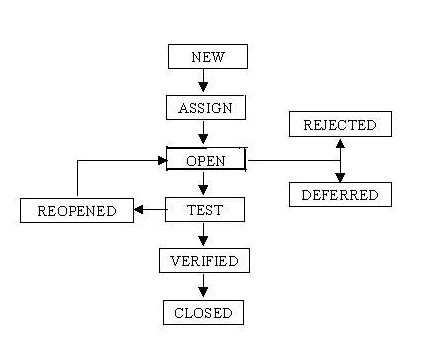 NEW
ASSIGN
REJECTED
OPEN
DEFERRED
REOPENED
TEST
VERIFIED
CLOSED